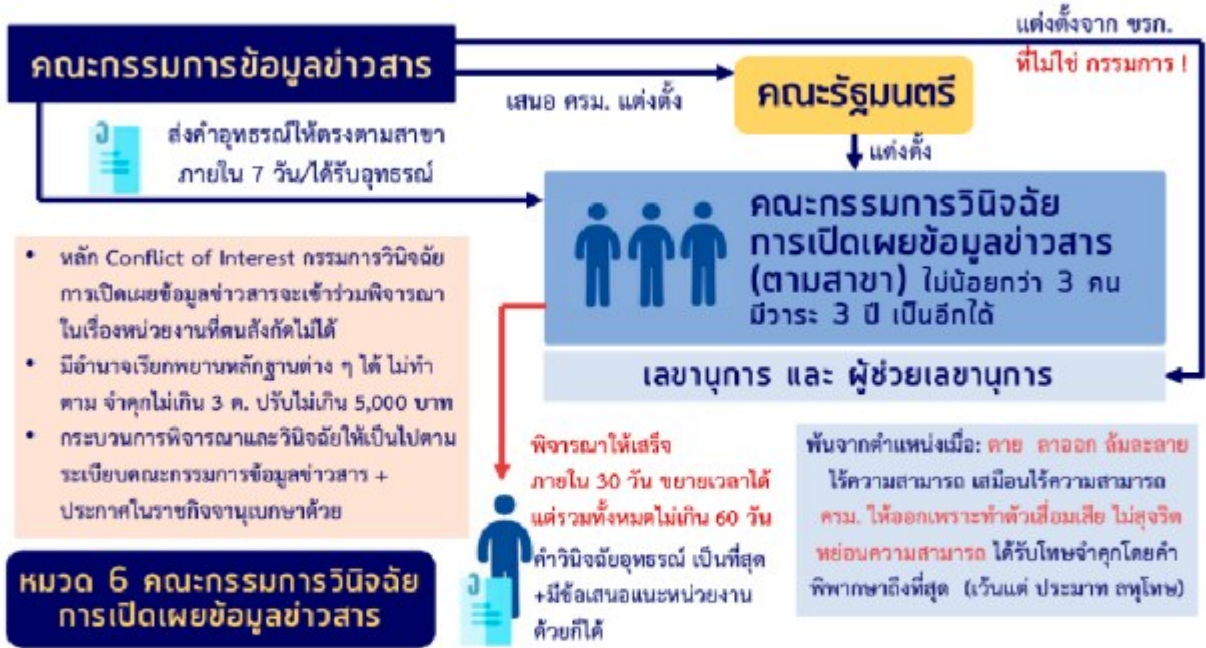 คณะกรรมการข้อมูลข่าวสาร
แต่งตั้งจาก ขรก.
ที่ไม่ใช่ กรรมการ !
เสนอ ครม. แต่งตั้ง
คณะรัฐมนตรี
แต่งตั้ง
ส่งคำอุทธรณ์ให้ตรงตามสาขา
ภายใน 7 วัน/ได้รับอุทธรณ์
คณะกรรมการวินิจฉัย
การเปิดเผยข้อมูลข่าวสาร
(ตามสาขา) ไม่น้อยกว่า 3 คน
มีวาระ 3 ปี เป็นอีกได้
เลขานุการ และ ผู้ช่วยเลขานุการ
• หลัก Conflict of Interest กรรมการวินิจฉัย
การเปิดเผยข้อมูลข่าวสารจะเข้าร่วมพิจารณา
ในเรื่องหน่วยงานที่ตนสังกัดไม่ได้
• มีอำนาจเรียกพยานหลักฐานต่าง ๆ ได้ ไม่ทำ
ตาม จำคุกไม่เกิน 3 ด. ปรับไม่เกิน 5,000 บาท
• กระบวนการพิจารณาและวินิจฉัยให้เป็นไปตาม
ระเบียบคณะกรรมการข้อมูลข่าวสาร +
ประกาศในราชกิจจานุเบกษาด้วย
หมวด 6 คณะกรรมการวินิจฉัย
การเปิดเผยข้อมูลข่าวสาร
พิจารณาให้เสร็จ
ภายใน 30 วัน ขยายเวลาได้
แต่รวมทั้งหมดไม่เกิน 60 วัน
คำวินิจฉัยอุทธรณ์ เป็นที่สุด
+มีข้อเสนอแนะหน่วยงาน
ด้วยก็ได้
พ้นจากตำแหน่งเมื่อ: ตาย ลาออก ล้มละลาย
ไร้ความสามารถ เสมือนไร้ความสามารถ
ครม. ให้ออกเพราะทำตัวเสื่อมเสีย ไม่สุจริต
หย่อนความสามารถ ได้รับโทษจำคุกโดยคำ
พิพากษาถึงที่สุด (เว้นแต่ ประมาท ลหุโทษ)